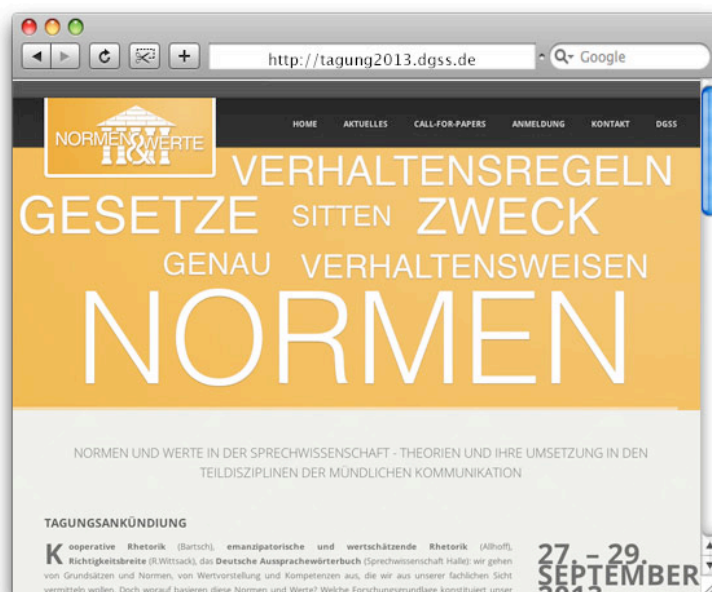 http://tagung2013.dgss.de
Google
NORMEN & WERTE
HOME AKTUELLES CALL-FOR-PAPERS ANMELDUNG KONTAKT DGSS
VERHALTENSREGELN
GESETZE SITTEN ZWECK
GENAU VERHALTENSWEISEN
NORMEN
NORMEN UND WERTE IN DER SPRECHWISSENSCHAFT - THEORIEN UND IHRE UMSETZUNG IN DEN
TEILDISZIPLINEN DER MÜNDLICHEN KOMMUNIKATION
TAGUNGSANKÜNDIUNG
Kooperative Rhetorik (Bartsch), emanzipatorische und wertschätzende Rhetorik (Allhoff),
Richtigkeitsbreite (R.Wittsack), das Deutsche Aussprachewörterbuch (Sprechwissenschaft Halle): wir gehen
von Grundsätzen und Normen, von Wertvorstellung und Kompetenzen aus, die wir aus unserer fachlichen Sicht
vermitteln wollen. Doch worauf basieren diese Normen und Werte? Welche Forschungsgrundlage konstituiert unser
27. – 29.
SEPTEMBER
2013